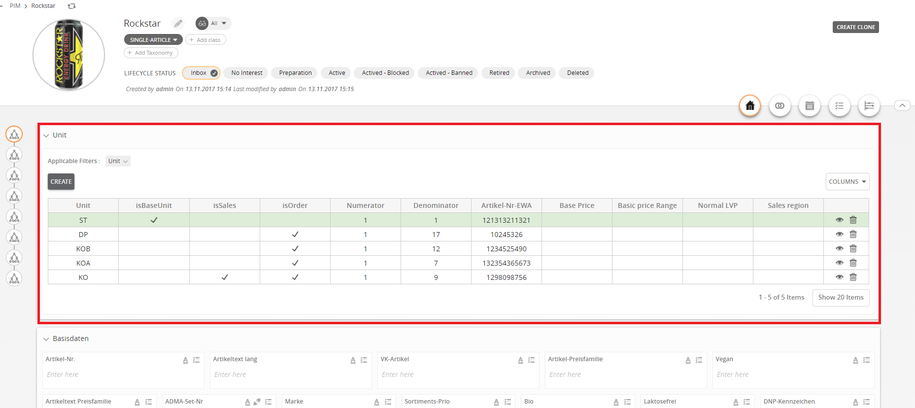 PIM > Rockstar
Rockstar
All
SINGLE-ARTICLE
+ Add class
+ Add Taxonomy
CREATE CLONE
LIFECYCLE STATUS
Inbox No Interest Preparation Active Actived - Blocked Actived - Banned Retired Archived Deleted
Created by admin On 13.11.2017 15:14 Last modified by admin On 13.11.2017 15:15
ROCKSTAR
ENERGY DRINK
Unit
Applicable Filters : Unit
CREATE
COLUMNS
Unit isBaseUnit isSales isOrder Numerator Denominator Artikel-Nr-EWA Base Price Basic price Range Normal LVP Sales region
ST ✓ 1 1 121313211321
DP ✓ 1 17 10245326
KOB ✓ 1 12 1234525490
KOA ✓ 1 7 132354365673
KO ✓ ✓ 1 9 1298098756
1 - 5 of 5 Items
Show 20 Items
Basisdaten
Artikel-Nr. Artikeltext lang VK-Artikel Artikel-Preisfamilie Vegan
Enter here Enter here Enter here Enter here Enter here
Artikeltext Preisfamilie ADMA-Set-Nr Marke Sortiments-Prio Bio Laktosefrei DNP-Kennzeichen